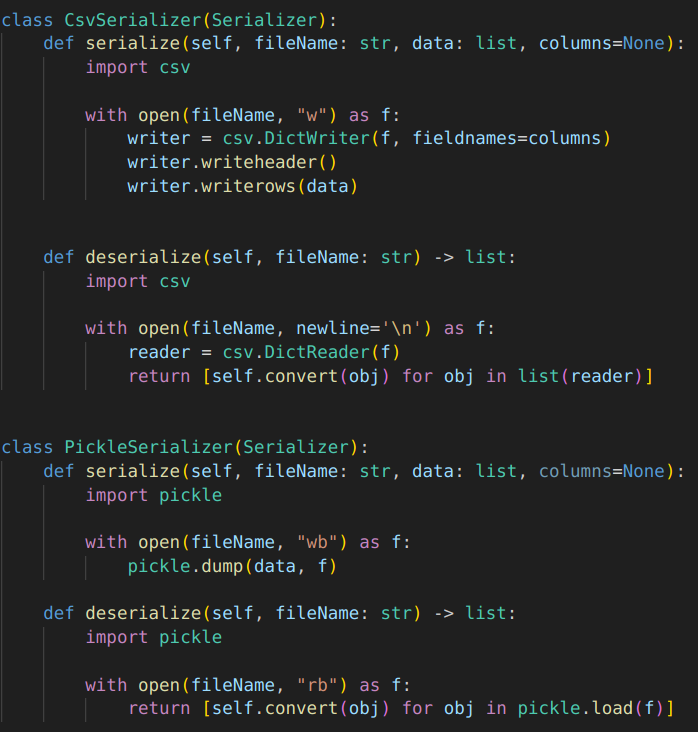 class CsvSerializer(Serializer):
    def serialize(self, fileName: str, data: list, columns=None):
        import csv

        with open(fileName, "w") as f:
            writer = csv.DictWriter(f, fieldnames=columns)
            writer.writeheader()
            writer.writerows(data)


    def deserialize(self, fileName: str) -> list:
        import csv

        with open(fileName, newline='\n') as f:
            reader = csv.DictReader(f)
            return [self.convert(obj) for obj in list(reader)]


class PickleSerializer(Serializer):
    def serialize(self, fileName: str, data: list, columns=None):
        import pickle

        with open(fileName, "wb") as f:
            pickle.dump(data, f)

    def deserialize(self, fileName: str) -> list:
        import pickle

        with open(fileName, "rb") as f:
            return [self.convert(obj) for obj in pickle.load(f)]